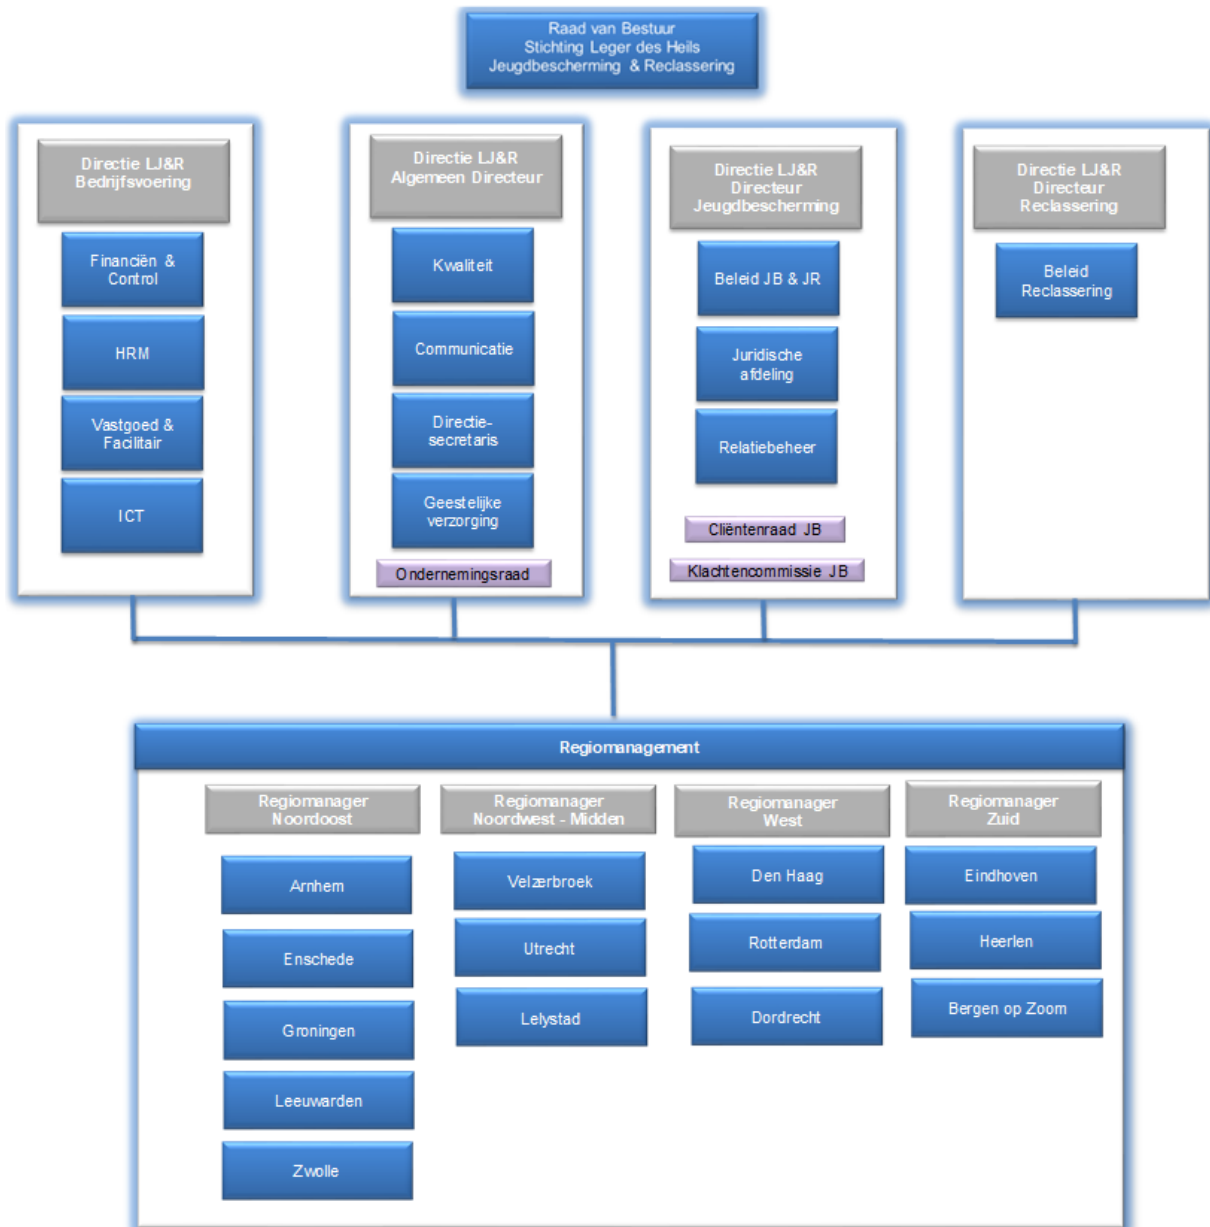 Raad van Bestuur
Stichting Leger des Heils
Jeugdbescherming & Reclassering
Directie LJ&R
Bedrijfsvoering
Financiën &
Control
HRM
Vastgoed &
Facilitair
ICT
Directie LJ&R
Algemeen Directeur
Kwaliteit
Communicatie
Directie-
secretaris
Geestelijke
verzorging
Ondernemingsraad
Directie LJ&R
Directeur
Jeugdbescherming
Beleid JB & JR
Juridische
afdeling
Relatiebeheer
Cliëntenraad JB
Klachtencommissie JB
Directie LJ&R
Directeur
Reclassering
Beleid
Reclassering
Regiomanagement
Regiomanager
Noordoost
Arnhem
Enschede
Groningen
Leeuwarden
Zwolle
Regiomanager
Noordwest - Midden
Velzerbroek
Utrecht
Lelystad
Regiomanager
West
Den Haag
Rotterdam
Dordrecht
Regiomanager
Zuid
Eindhoven
Heerlen
Bergen op Zoom